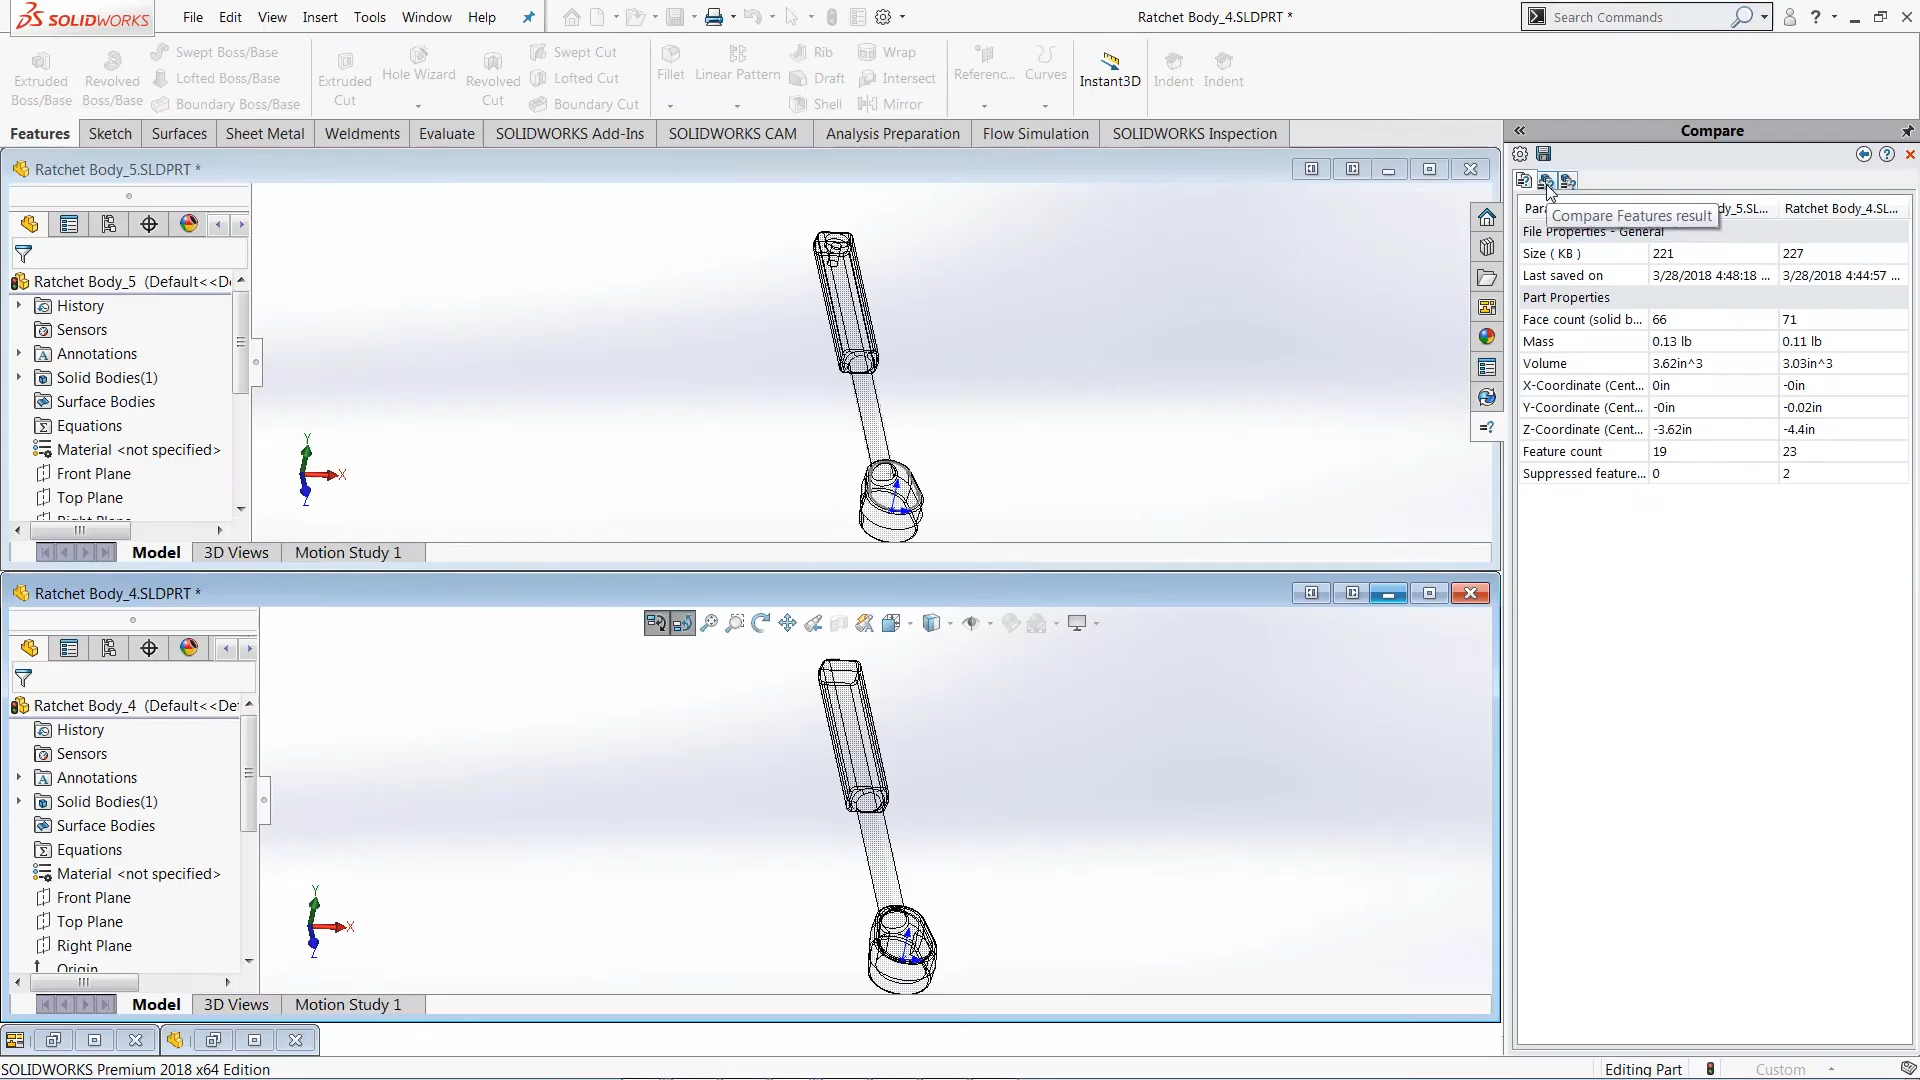 SOLIDWORKS File Edit View Insert Tools Window Help Ratchet Body_4.SLDPRT * Search Commands ?
Extruded Boss/Base
Revolved Boss/Base
Swept Boss/Base
Lofted Boss/Base
Boundary Boss/Base
Extruded Cut
Hole Wizard
Revolved Cut
Swept Cut
Lofted Cut
Boundary Cut
Fillet
Linear Pattern
Rib
Draft
Shell
Wrap
Intersect
Mirror
Referenc...
Curves
Instant3D
Indent
Indent
Features Sketch Surfaces Sheet Metal Weldments Evaluate SOLIDWORKS Add-Ins SOLIDWORKS CAM Analysis Preparation Flow Simulation SOLIDWORKS Inspection
Ratchet Body_5.SLDPRT *
Ratchet Body_5 (Default<<D
History
Sensors
Annotations
Solid Bodies(1)
Surface Bodies
Equations
Material <not specified>
Front Plane
Top Plane
Right Plane
Y
X
Z
Model 3D Views Motion Study 1
Ratchet Body_4.SLDPRT *
Ratchet Body_4 (Default<<De
History
Sensors
Annotations
Solid Bodies(1)
Surface Bodies
Equations
Material <not specified>
Front Plane
Top Plane
Right Plane
Origin
Y
X
Z
Model 3D Views Motion Study 1
Compare
Compare Features result
Para dy_5.SL... Ratchet Body_4.SL...
File Properties - General
Size ( KB ) 221 227
Last saved on 3/28/2018 4:48:18 ... 3/28/2018 4:44:57 ...
Part Properties
Face count (solid b... 66 71
Mass 0.13 lb 0.11 lb
Volume 3.62in^3 3.03in^3
X-Coordinate (Cent... 0in -0in
Y-Coordinate (Cent... -0in -0.02in
Z-Coordinate (Cent... -3.62in -4.4in
Feature count 19 23
Suppressed feature... 0 2
SOLIDWORKS Premium 2018 x64 Edition Editing Part Custom